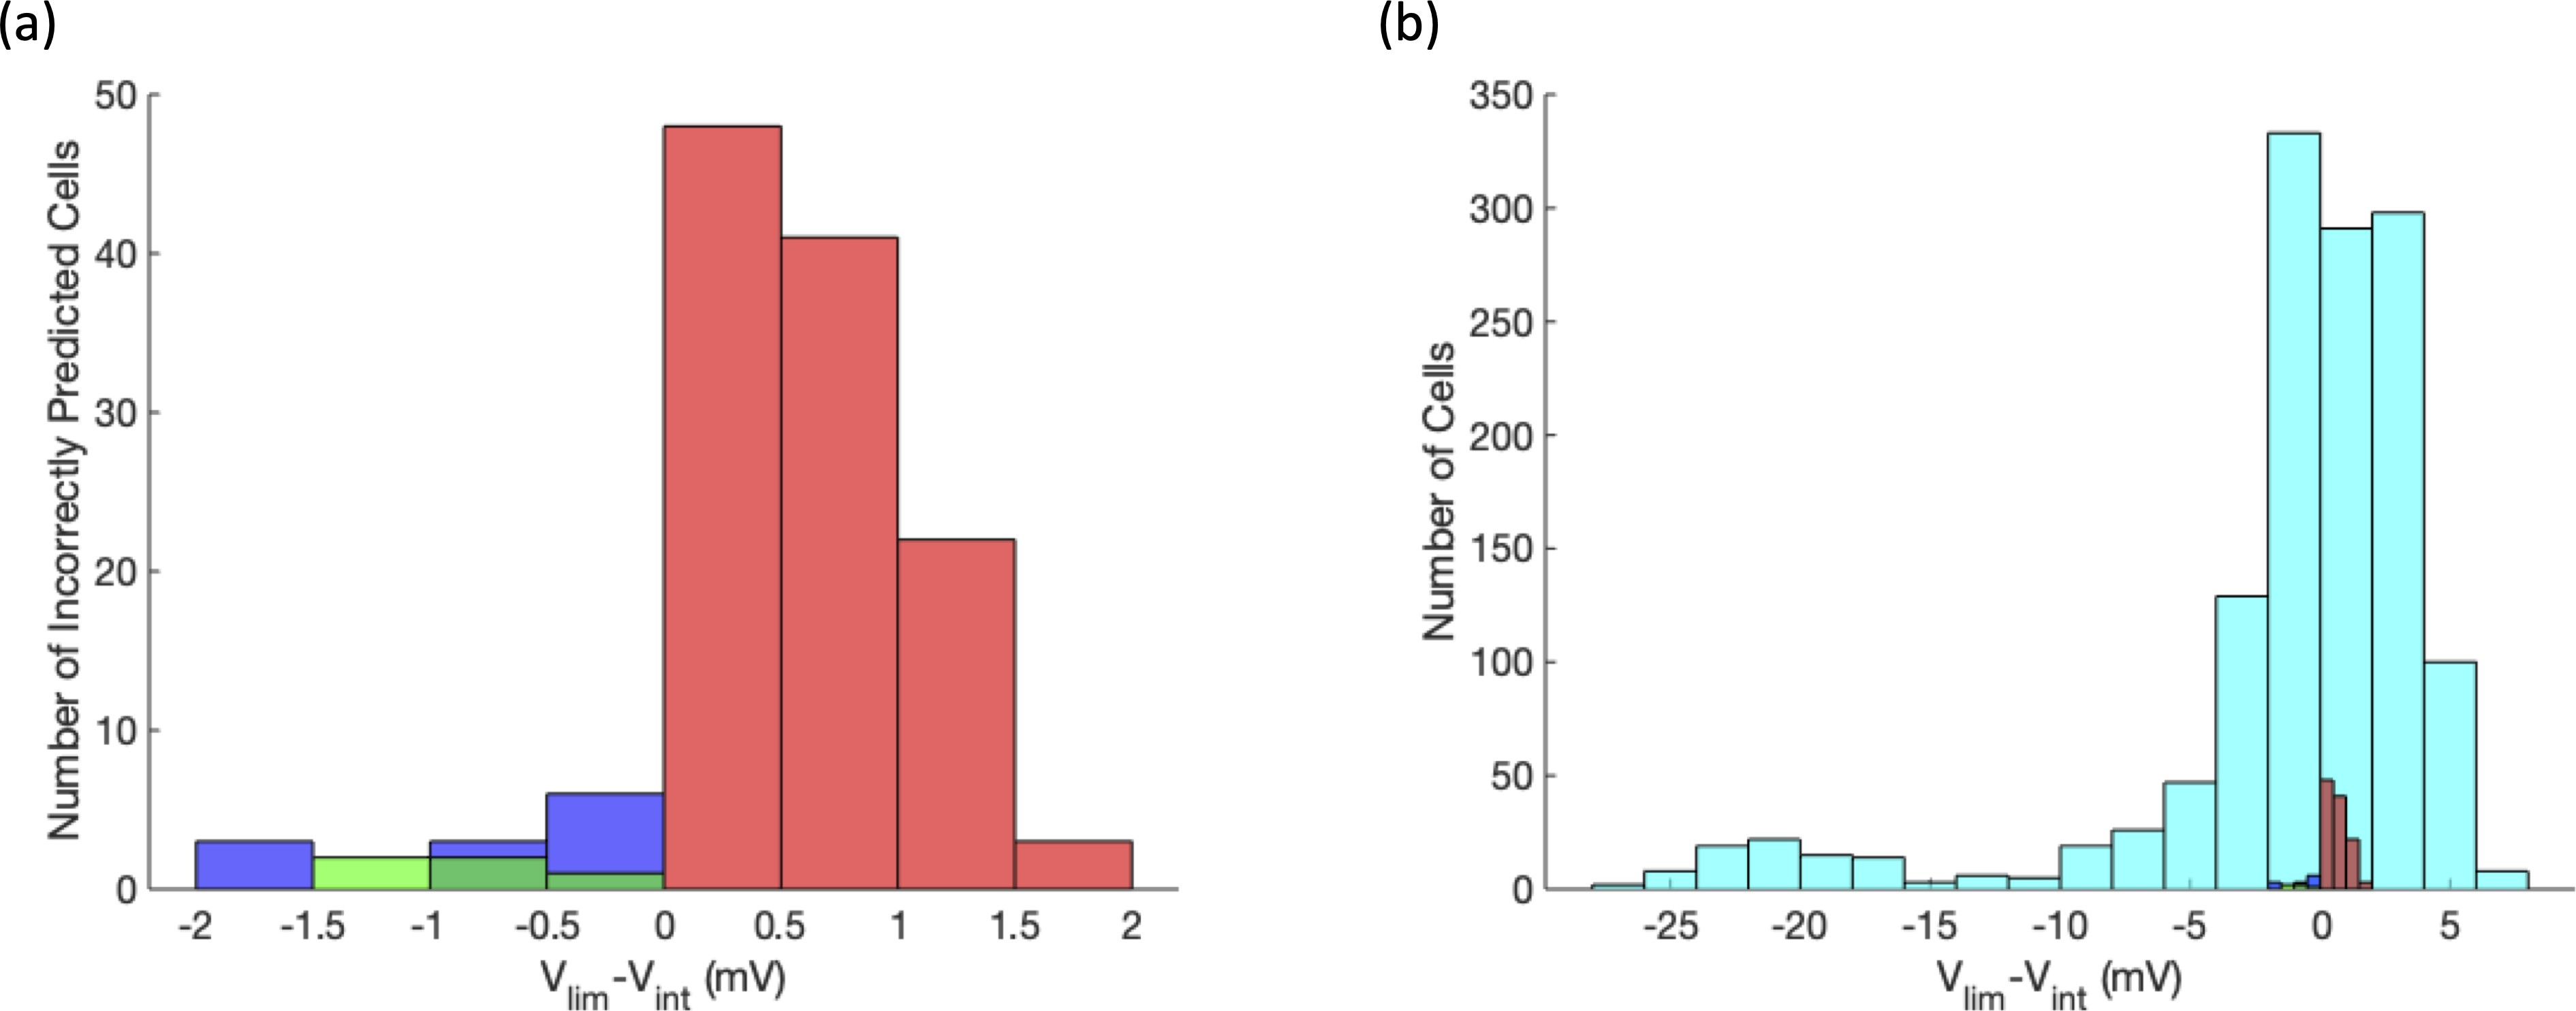 (a)
50
40
30
20
10
0
Number of Incorrectly Predicted Cells
-2 -1.5 -1 -0.5 0 0.5 1 1.5 2
Vlim-Vint (mV)
(b)
350
300
250
200
150
100
50
0
Number of Cells
-25 -20 -15 -10 -5 0 5
Vlim-Vint (mV)